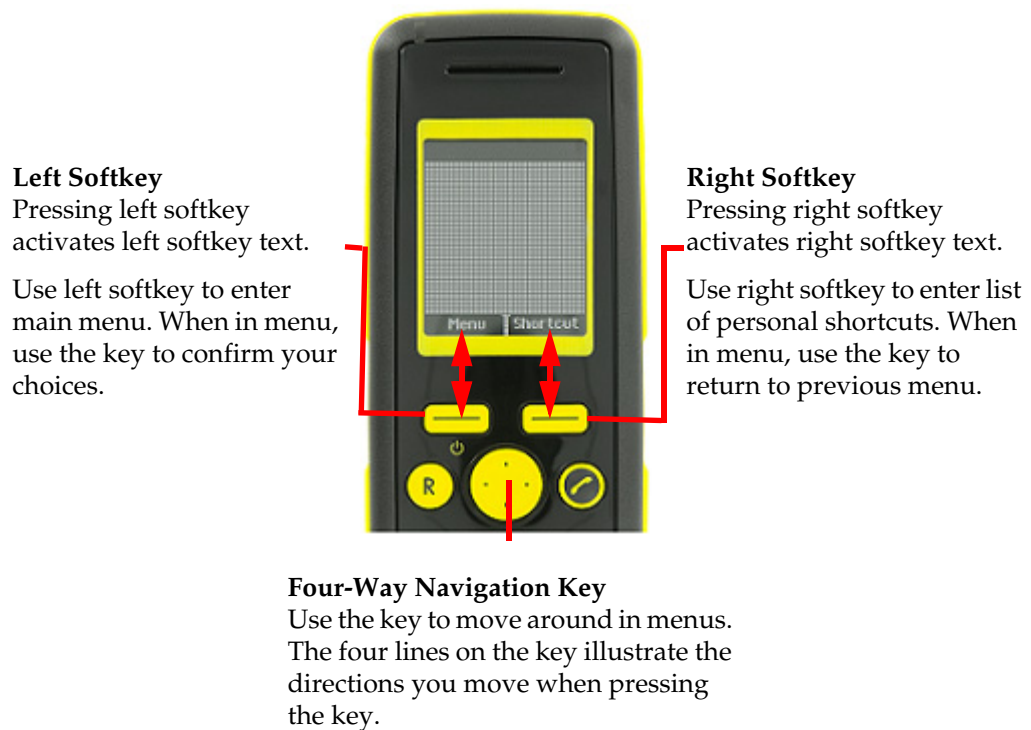 Left Softkey
Pressing left softkey
activates left softkey text.
Use left softkey to enter
main menu. When in menu,
use the key to confirm your
choices.
Menu
Shortcut
R
Right Softkey
Pressing right softkey
activates right softkey text.
Use right softkey to enter list
of personal shortcuts. When
in menu, use the key to
return to previous menu.
Four-Way Navigation Key
Use the key to move around in menus.
The four lines on the key illustrate the
directions you move when pressing
the key.